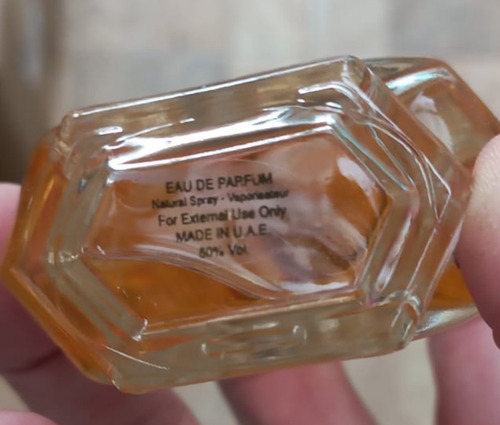 EAU DE PARFUM
Natural Spray - Vaporisateur
For External Use Only
MADE IN U.A.E.
80% Vol